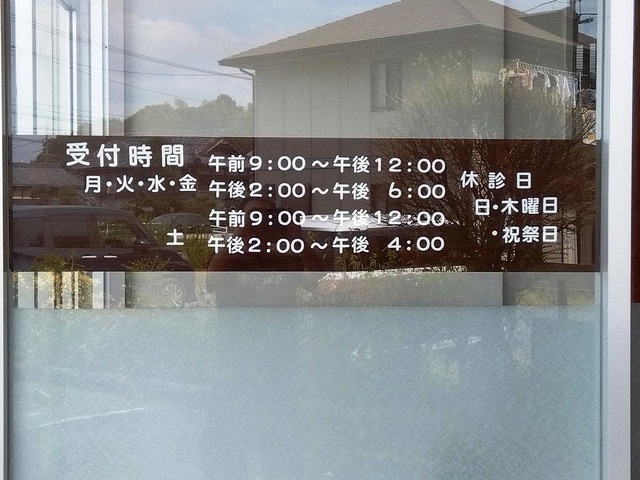 受付時間 午前9:00～午後12:00
月・火・水・金 午後2:00～午後 6:00
午前9:00～午後12:00
土 午後2:00～午後 4:00
休診日
日・木曜日
・祝祭日